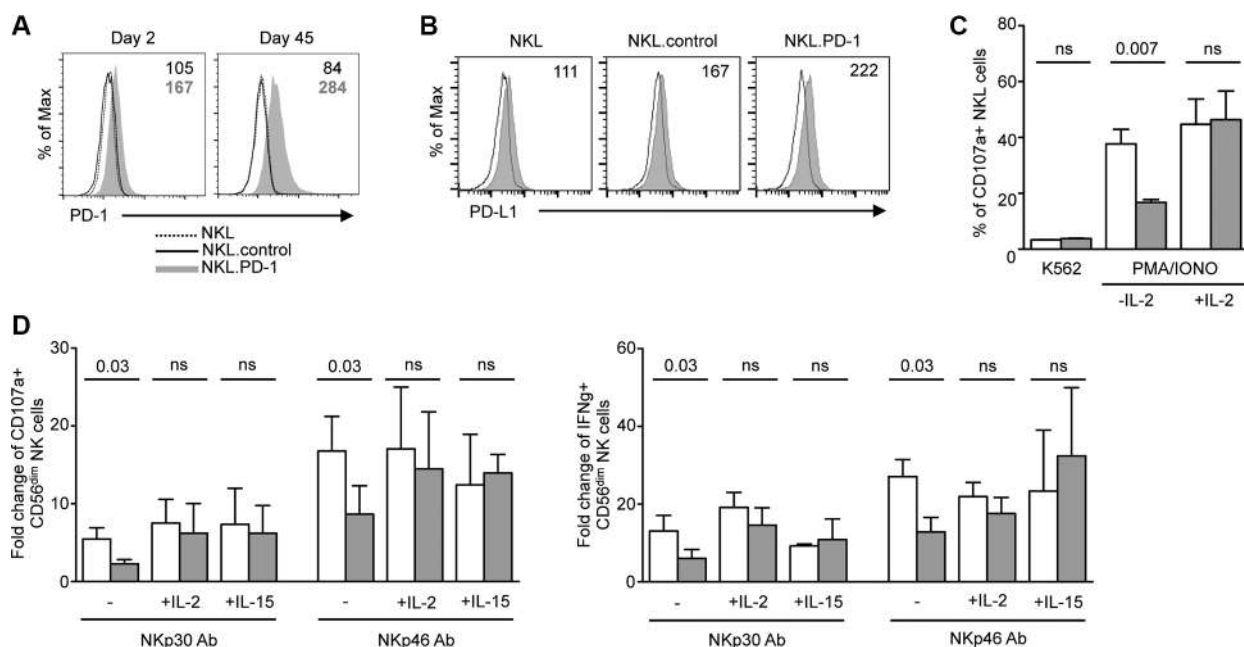 A
Day 2
Day 45
105
167
84
284
% of Max
PD-1
NKL
NKL.control
NKL.PD-1
B
NKL
NKL.control
NKL.PD-1
111
167
222
% of Max
PD-L1
C
ns
0.007
ns
% of CD107a+ NKL cells
80
60
40
20
0
K562
PMA/IONO
-IL-2
+IL-2
D
Fold change of CD107a+
CD56dim NK cells
30
20
10
0
0.03
ns
ns
0.03
ns
ns
-
+IL-2
+IL-15
-
+IL-2
+IL-15
NKp30 Ab
NKp46 Ab
Fold change of IFNg+
CD56dim NK cells
60
40
20
0
0.03
ns
ns
0.03
ns
ns
-
+IL-2
+IL-15
-
+IL-2
+IL-15
NKp30 Ab
NKp46 Ab